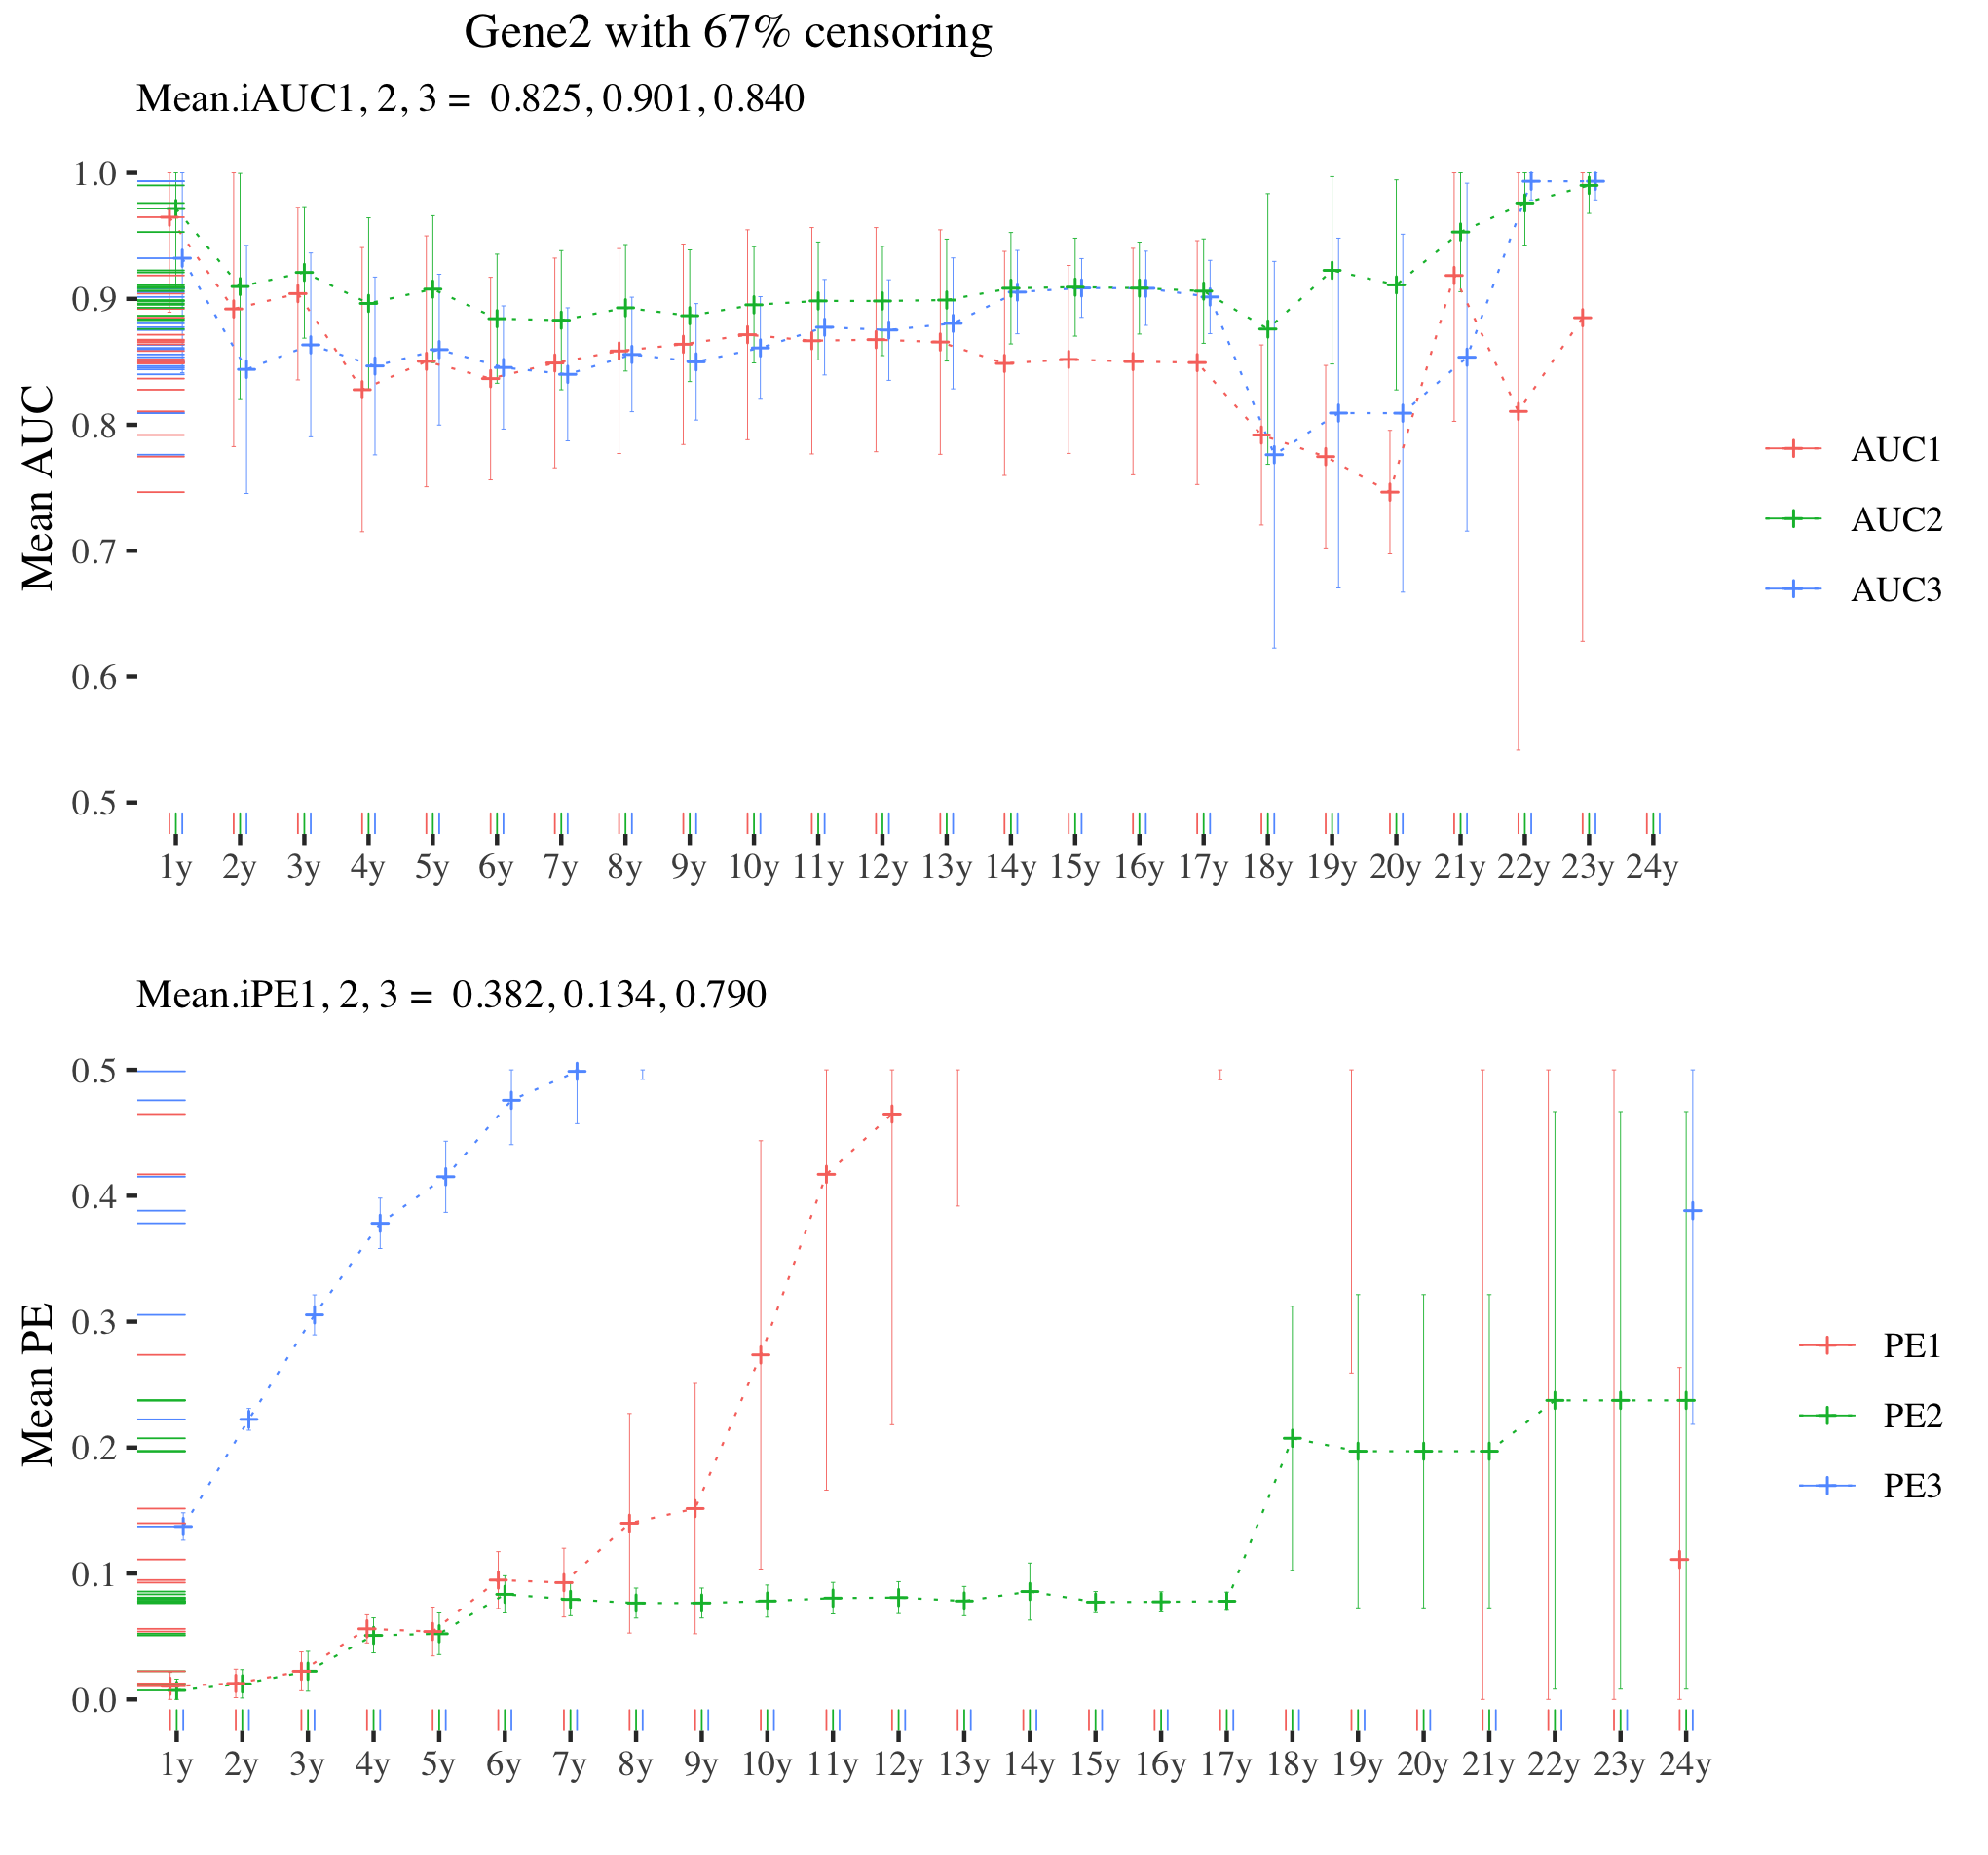 Gene2 with 67% censoring
Mean.iAUC1, 2, 3 = 0.825, 0.901, 0.840
Mean AUC
1.0
0.9
0.8
0.7
0.6
0.5
1y 2y 3y 4y 5y 6y 7y 8y 9y 10y 11y 12y 13y 14y 15y 16y 17y 18y 19y 20y 21y 22y 23y 24y
AUC1
AUC2
AUC3
Mean.iPE1, 2, 3 = 0.382, 0.134, 0.790
Mean PE
0.5
0.4
0.3
0.2
0.1
0.0
1y 2y 3y 4y 5y 6y 7y 8y 9y 10y 11y 12y 13y 14y 15y 16y 17y 18y 19y 20y 21y 22y 23y 24y
PE1
PE2
PE3